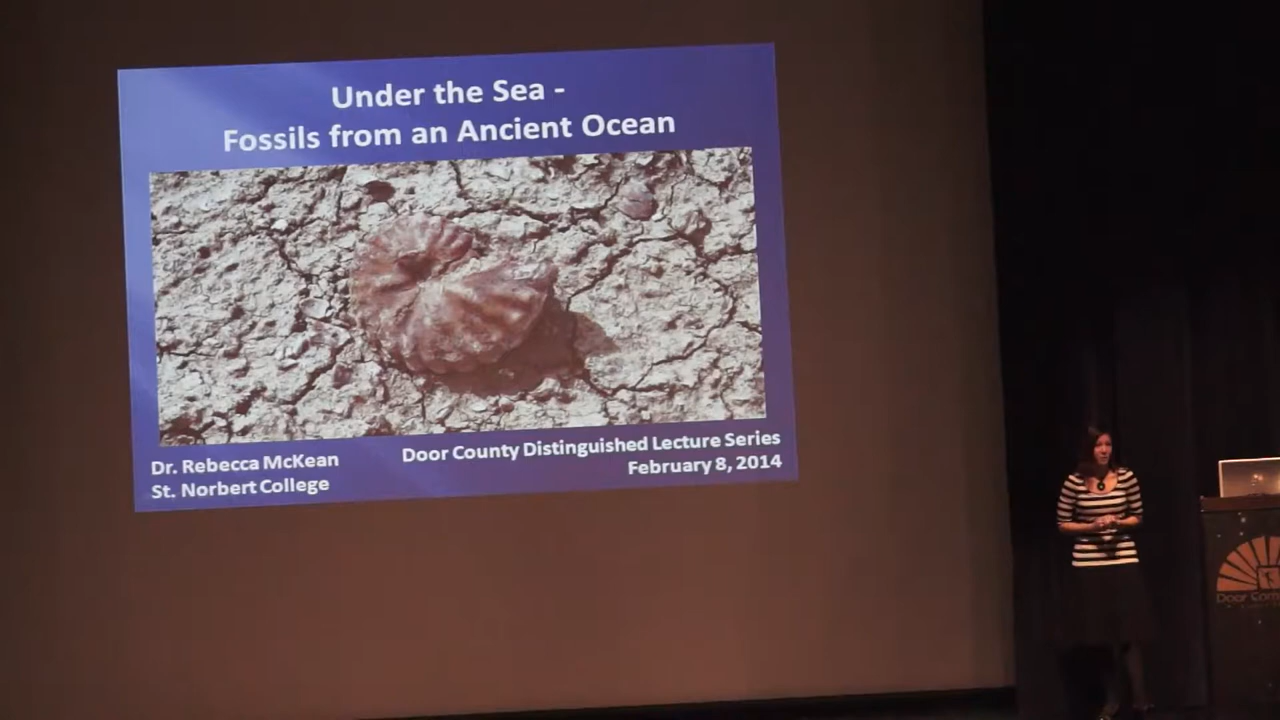 Under the Sea -
Fossils from an Ancient Ocean
Dr. Rebecca McKean
St. Norbert College
Door County Distinguished Lecture Series
February 8, 2014
Door